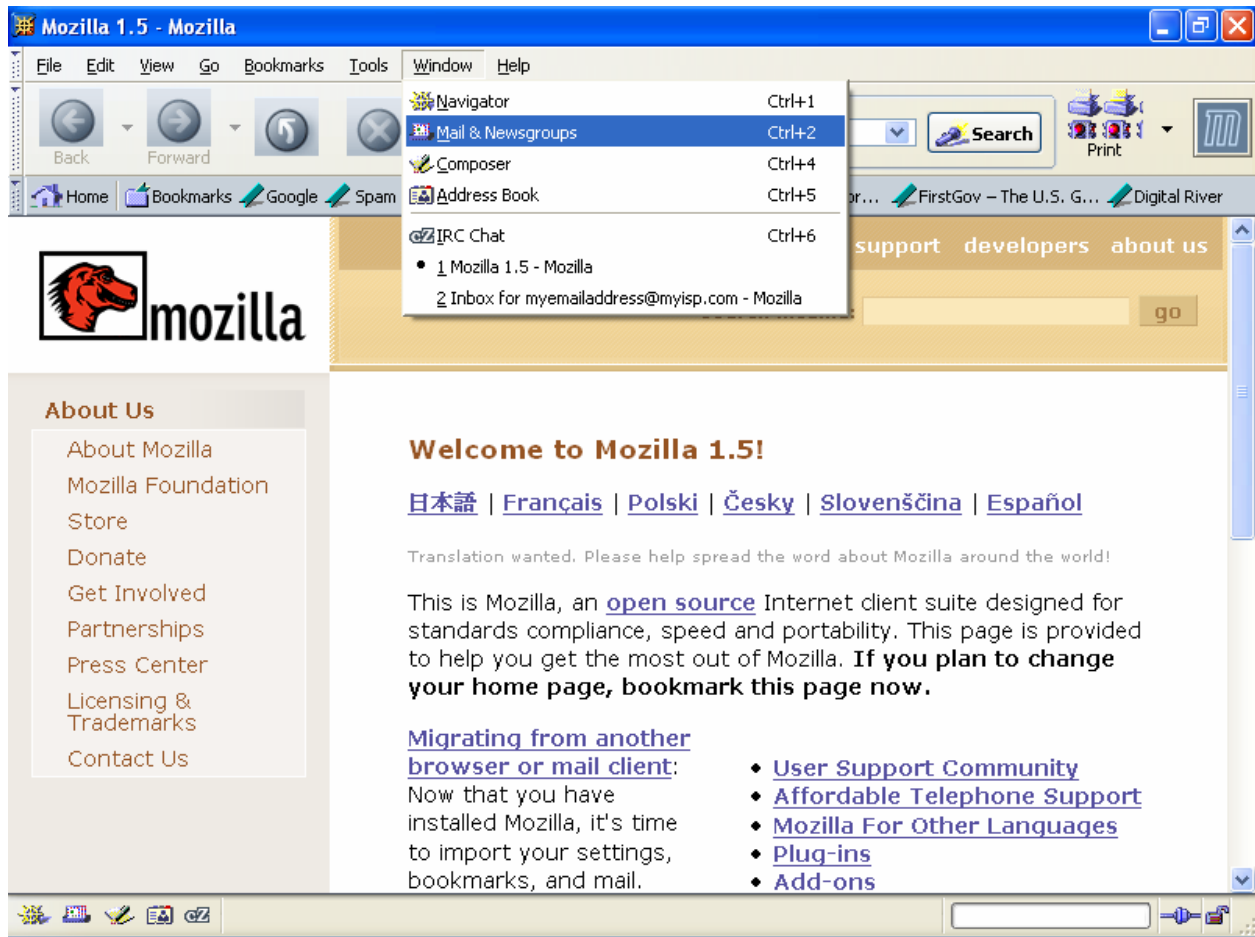 Mozilla 1.5 - Mozilla
File Edit View Go Bookmarks Tools Window Help
Navigator Ctrl+1
Mail & Newsgroups Ctrl+2
Composer Ctrl+4
Address Book Ctrl+5
IRC Chat Ctrl+6
1 Mozilla 1.5 - Mozilla
2 Inbox for myemailaddress@myisp.com - Mozilla
Back Forward Search Print
Home Bookmarks Google Spam FirstGov – The U.S. G... Digital River
support developers about us
mozilla
go
About Us
About Mozilla
Mozilla Foundation
Store
Donate
Get Involved
Partnerships
Press Center
Licensing &
Trademarks
Contact Us
Welcome to Mozilla 1.5!
日本語 | Français | Polski | Česky | Slovenščina | Español
Translation wanted. Please help spread the word about Mozilla around the world!
This is Mozilla, an open source Internet client suite designed for
standards compliance, speed and portability. This page is provided
to help you get the most out of Mozilla. If you plan to change
your home page, bookmark this page now.
Migrating from another
browser or mail client:
Now that you have
installed Mozilla, it's time
to import your settings,
bookmarks, and mail.
• User Support Community
• Affordable Telephone Support
• Mozilla For Other Languages
• Plug-ins
• Add-ons